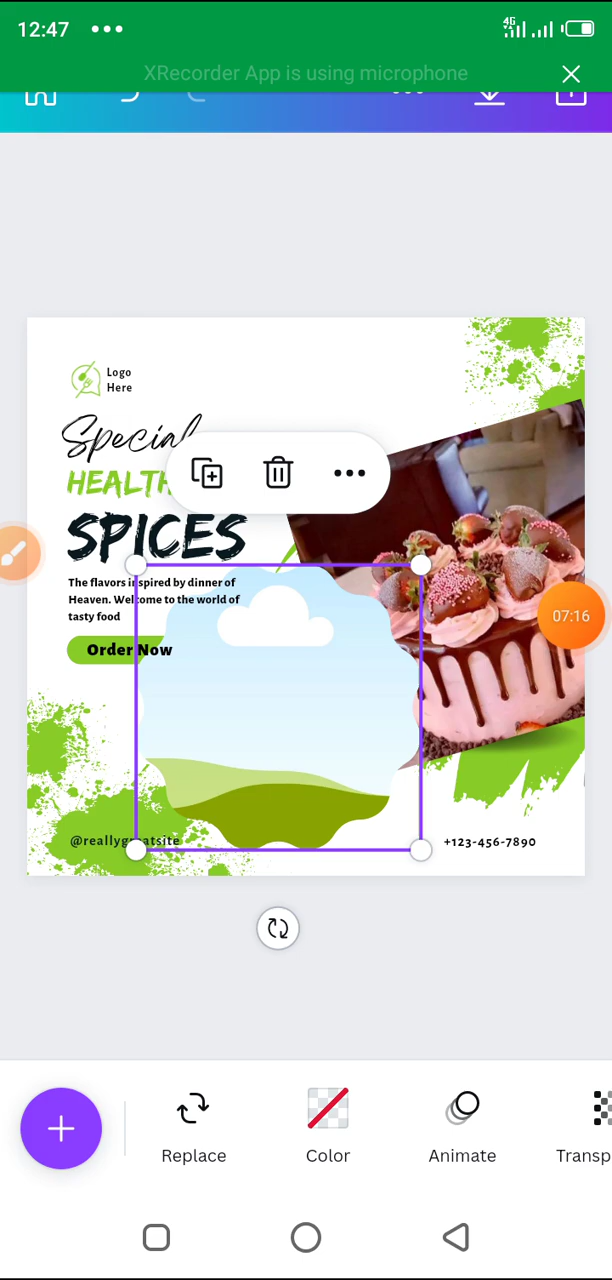 12:47
4G
XRecorder App is using microphone
Logo
Here
Special
HEALTH
SPICES
The flavors inspired by dinner of
Heaven. Welcome to the world of
tasty food
Order Now
07:16
@reallygreatsite
+123-456-7890
Replace
Color
Animate
Transp